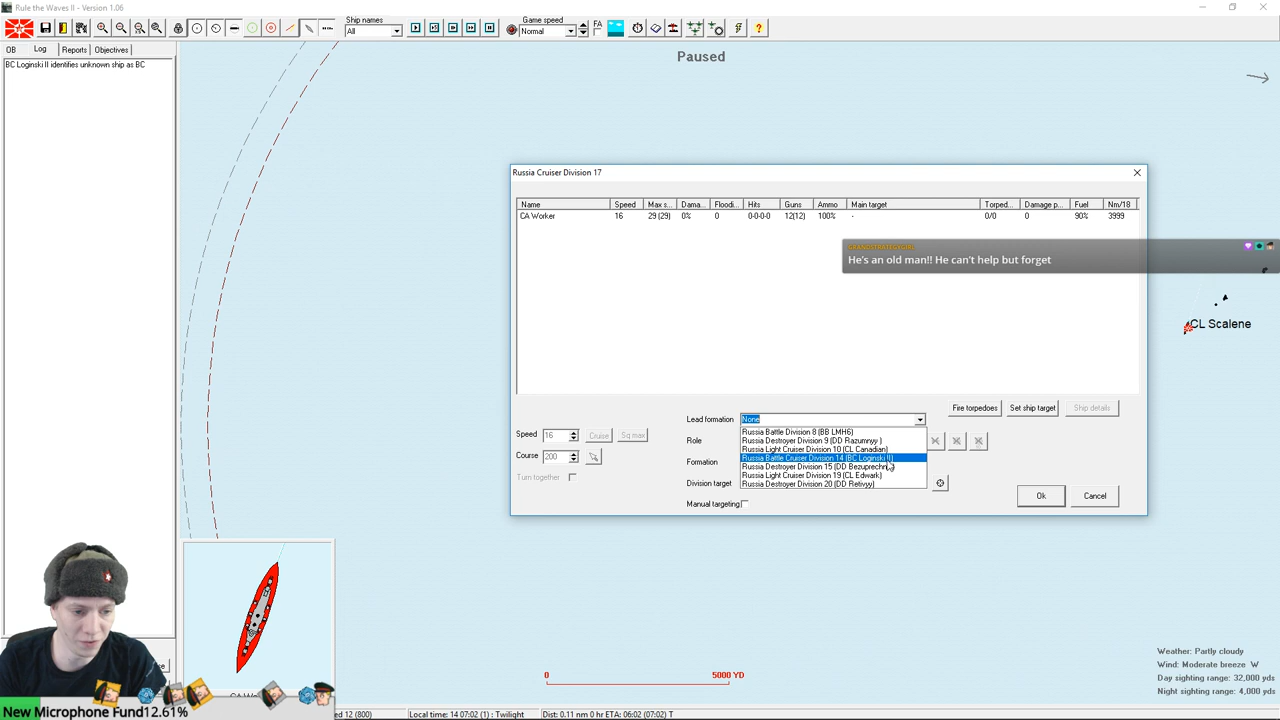 Rule the Waves II - Version 1.06
Ship names
All
Game speed
Normal
FA
OB
Log
Reports
Objectives
BC Loginski II identifies unknown ship as BC
Paused
Russia Cruiser Division 17
Name Speed Max s... Dama... Floodi... Hits Guns Ammo Main target Torped... Damage p... Fuel Nm/18
CA Worker 16 29 (29) 0% 0 0-0-0-0 12(12) 100% - 0/0 0 90% 3999
He's an old man!! He can't help but forget
CL Scalene
Lead formation None
Fire torpedoes
Set ship target
Ship details
Russia Battle Division 8 (BB LMH6)
Russia Destroyer Division 9 (DD Razumnyy )
Russia Light Cruiser Division 10 (CL Canadian)
Russia Battle Cruiser Division 14 (BC Loginski II)
Russia Destroyer Division 15 (DD Bezuprechn
Russia Light Cruiser Division 19 (CL Edwark)
Russia Destroyer Division 20 (DD Retivyy)
Speed 16 Cruise Sq max
Role
Course 200
Formation
Turn together
Division target
Manual targeting
Ok
Cancel
0 5000 YD
Weather: Partly cloudy
Wind: Moderate breeze W
Day sighting range: 32,000 yds
Night sighting range: 4,000 yds
New Microphone Fund12.61%
ed 12 (800)
Local time: 14 07:02 (1) : Twilight
Dist: 0.11 nm 0 hr ETA: 06:02 (07:02) T